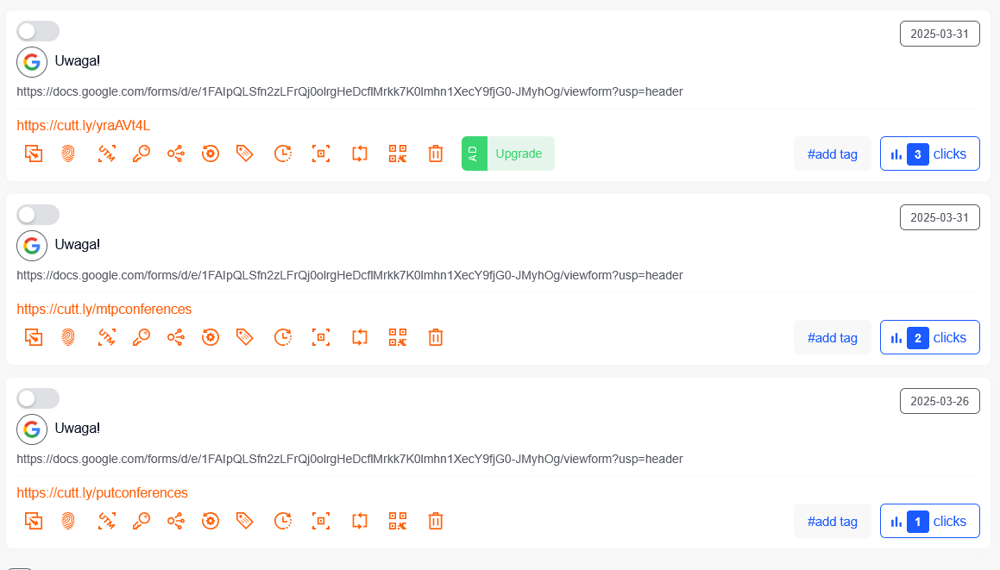 2025-03-31
Uwaga!
https://docs.google.com/forms/d/e/1FAIpQLSfn2zLFrQj0olrgHeDcflMrkk7K0lmhn1XecY9fjG0-JMyhOg/viewform?usp=header
https://cutt.ly/yraAVt4L
UTM
AD
Upgrade
#add tag
3 clicks
2025-03-31
Uwaga!
https://docs.google.com/forms/d/e/1FAIpQLSfn2zLFrQj0olrgHeDcflMrkk7K0lmhn1XecY9fjG0-JMyhOg/viewform?usp=header
https://cutt.ly/mtpconferences
UTM
#add tag
2 clicks
2025-03-26
Uwaga!
https://docs.google.com/forms/d/e/1FAIpQLSfn2zLFrQj0olrgHeDcflMrkk7K0lmhn1XecY9fjG0-JMyhOg/viewform?usp=header
https://cutt.ly/putconferences
UTM
#add tag
1 clicks